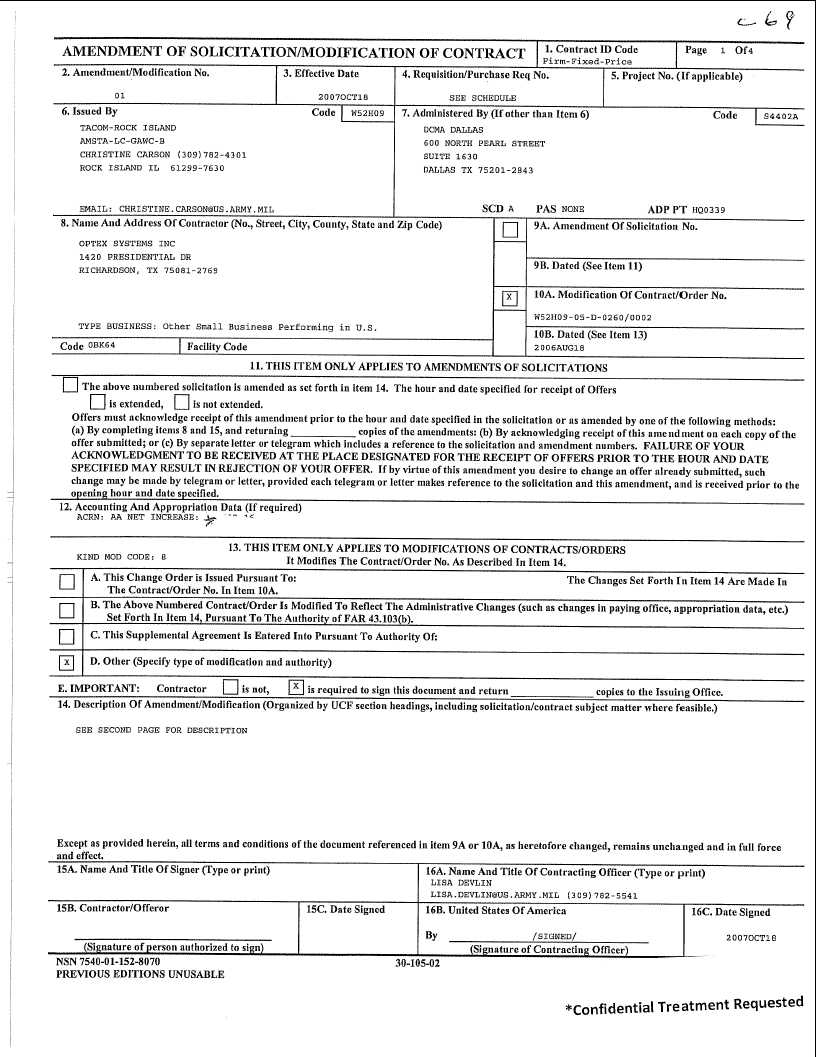 c 69
AMENDMENT OF SOLICITATION/MODIFICATION OF CONTRACT
1. Contract ID Code
Firm-Fixed-Price
Page 1 Of 4
2. Amendment/Modification No.
01
3. Effective Date
2007OCT18
4. Requisition/Purchase Req No.
SEE SCHEDULE
5. Project No. (If applicable)
6. Issued By
Code W52H09
TACOM-ROCK ISLAND
AMSTA-LC-GAWC-B
CHRISTINE CARSON (309)782-4301
ROCK ISLAND IL 61299-7630
EMAIL: CHRISTINE.CARSON@US.ARMY.MIL
7. Administered By (If other than Item 6)
Code S4402A
DCMA DALLAS
600 NORTH PEARL STREET
SUITE 1630
DALLAS TX 75201-2843
SCD A PAS NONE ADP PT HQ0339
8. Name And Address Of Contractor (No., Street, City, County, State and Zip Code)
OPTEX SYSTEMS INC
1420 PRESIDENTIAL DR
RICHARDSON, TX 75081-2769
TYPE BUSINESS: Other Small Business Performing in U.S.
Code 0BK64 Facility Code
9A. Amendment Of Solicitation No.
9B. Dated (See Item 11)
X
10A. Modification Of Contract/Order No.
W52H09-05-D-0260/0002
10B. Dated (See Item 13)
2006AUG18
11. THIS ITEM ONLY APPLIES TO AMENDMENTS OF SOLICITATIONS
The above numbered solicitation is amended as set forth in item 14. The hour and date specified for receipt of Offers
is extended, is not extended.
Offers must acknowledge receipt of this amendment prior to the hour and date specified in the solicitation or as amended by one of the following methods:
(a) By completing items 8 and 15, and returning ____________ copies of the amendments: (b) By acknowledging receipt of this amendment on each copy of the
offer submitted; or (c) By separate letter or telegram which includes a reference to the solicitation and amendment numbers. FAILURE OF YOUR
ACKNOWLEDGMENT TO BE RECEIVED AT THE PLACE DESIGNATED FOR THE RECEIPT OF OFFERS PRIOR TO THE HOUR AND DATE
SPECIFIED MAY RESULT IN REJECTION OF YOUR OFFER. If by virtue of this amendment you desire to change an offer already submitted, such
change may be made by telegram or letter, provided each telegram or letter makes reference to the solicitation and this amendment, and is received prior to the
opening hour and date specified.
12. Accounting And Appropriation Data (If required)
ACRN: AA NET INCREASE: *
13. THIS ITEM ONLY APPLIES TO MODIFICATIONS OF CONTRACTS/ORDERS
KIND MOD CODE: 8
It Modifies The Contract/Order No. As Described In Item 14.
A. This Change Order is Issued Pursuant To: The Changes Set Forth In Item 14 Are Made In
The Contract/Order No. In Item 10A.
B. The Above Numbered Contract/Order Is Modified To Reflect The Administrative Changes (such as changes in paying office, appropriation data, etc.)
Set Forth In Item 14, Pursuant To The Authority of FAR 43.103(b).
C. This Supplemental Agreement Is Entered Into Pursuant To Authority Of:
X D. Other (Specify type of modification and authority)
E. IMPORTANT: Contractor is not, X is required to sign this document and return ______________ copies to the Issuing Office.
14. Description Of Amendment/Modification (Organized by UCF section headings, including solicitation/contract subject matter where feasible.)
SEE SECOND PAGE FOR DESCRIPTION
Except as provided herein, all terms and conditions of the document referenced in item 9A or 10A, as heretofore changed, remains unchanged and in full force
and effect.
15A. Name And Title Of Signer (Type or print)
16A. Name And Title Of Contracting Officer (Type or print)
LISA DEVLIN
LISA.DEVLIN@US.ARMY.MIL (309)782-5541
15B. Contractor/Offeror
(Signature of person authorized to sign)
15C. Date Signed
16B. United States Of America
By /SIGNED/
(Signature of Contracting Officer)
16C. Date Signed
2007OCT18
NSN 7540-01-152-8070
PREVIOUS EDITIONS UNUSABLE
30-105-02
*Confidential Treatment Requested